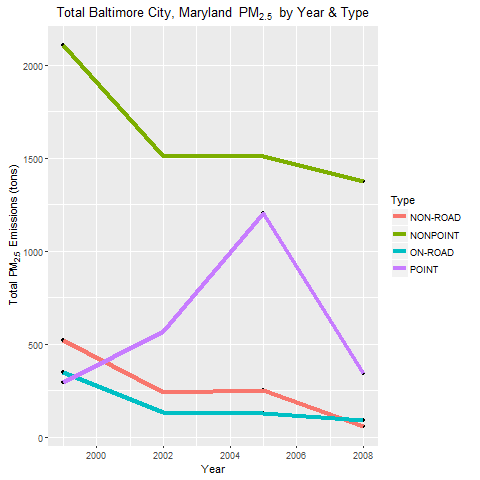 Total Baltimore City, Maryland PM2.5 by Year & Type
Total PM2.5 Emissions (tons)
2000
1500
1000
500
0
2000 2002 2004 2006 2008
Year
Type
NON-ROAD
NONPOINT
ON-ROAD
POINT